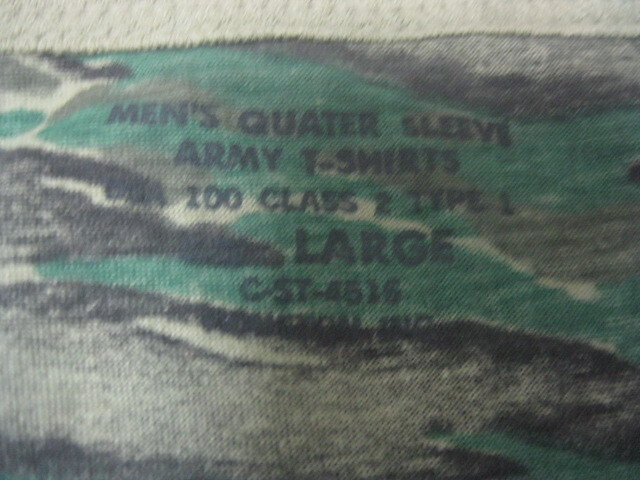 MEN'S QUATER SLEEVE
ARMY T-SHIRTS
100 CLASS 2 TYPE 1
LARGE
C-ST-4516